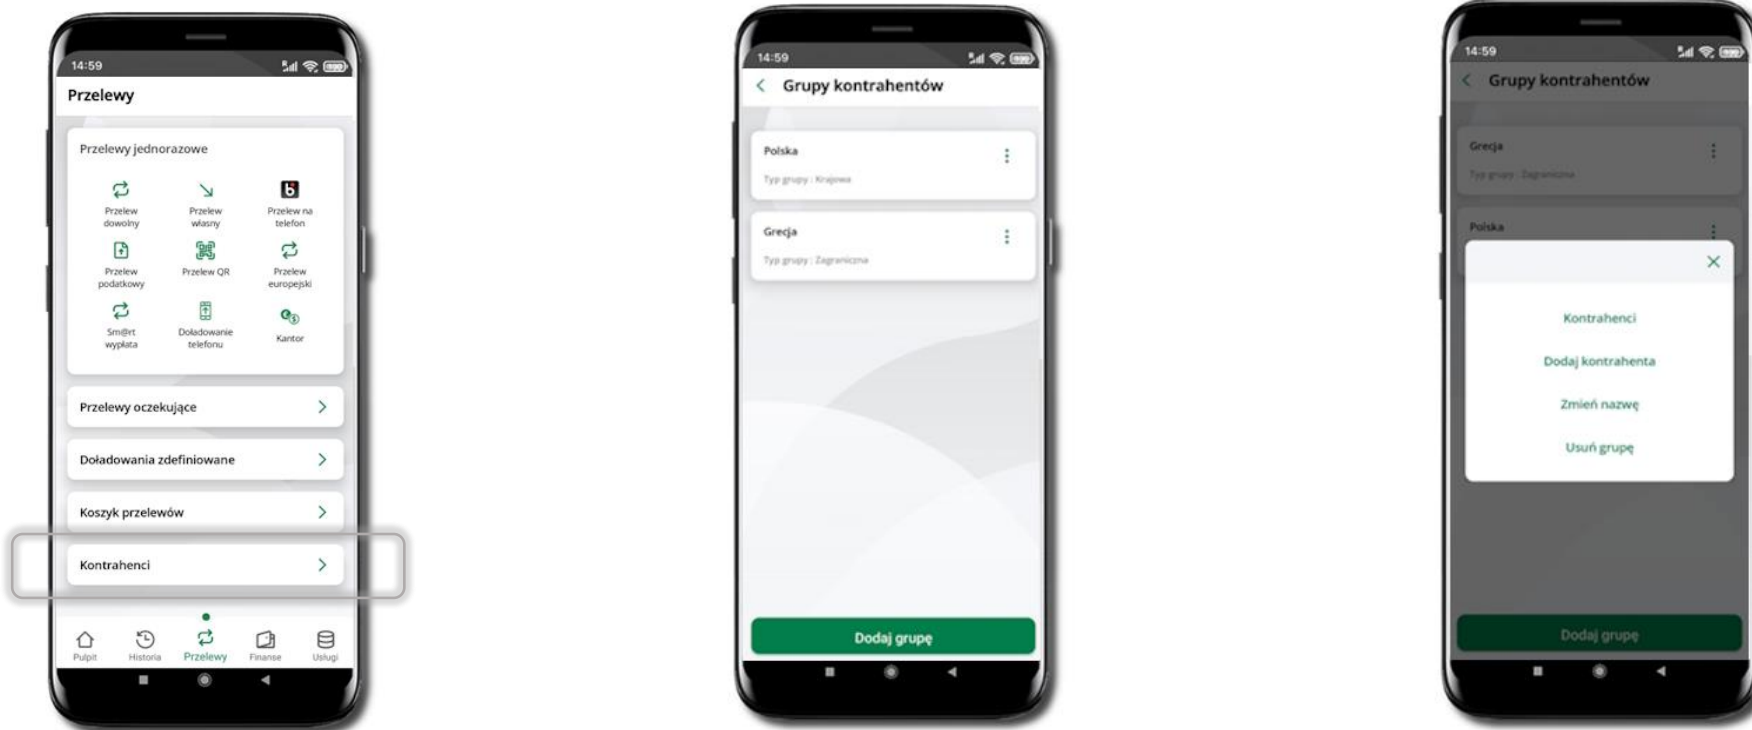 14:59
Przelewy
Przelewy jednorazowe
Przelew
dowolny
Przelew
własny
Przelew na
telefon
Przelew
podatkowy
Przelew QR
Przelew
europejski
Sm@rt
wypłata
Doładowanie
telefonu
Kantor
Przelewy oczekujące
Doładowania zdefiniowane
Koszyk przelewów
Kontrahenci
Pulpit
Historia
Przelewy
Finanse
Usługi
14:59
Grupy kontrahentów
Polska
Typ grupy : Krajowa
Grecja
Typ grupy : Zagraniczna
Dodaj grupę
14:59
Grupy kontrahentów
Grecja
Typ grupy : Zagraniczna
Polska
Kontrahenci
Dodaj kontrahenta
Zmień nazwę
Usuń grupę
Dodaj grupę